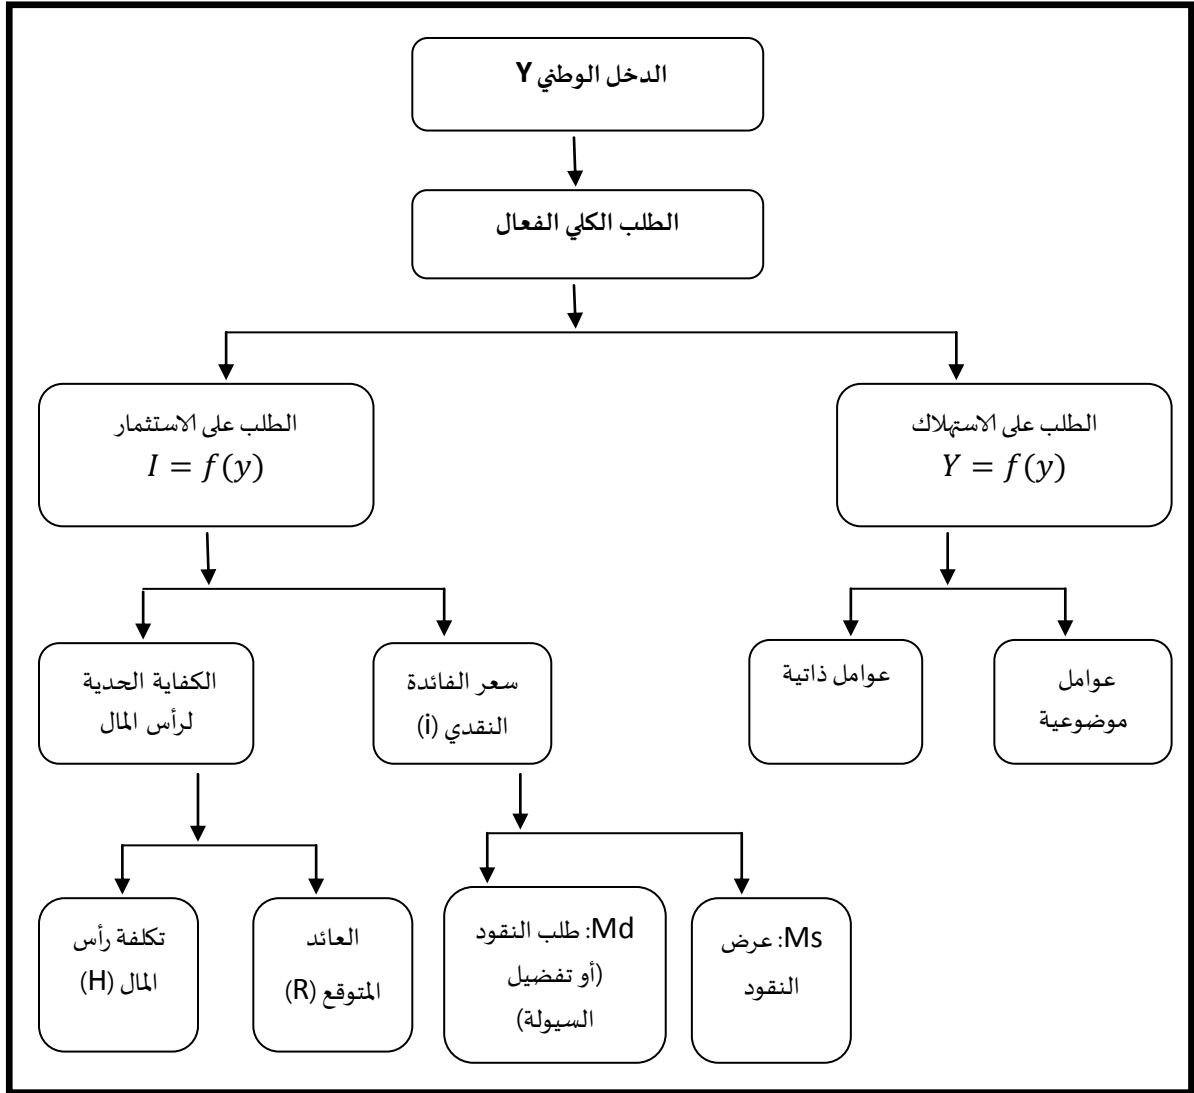 الدخل الوطني Y
الطلب الكلي الفعال
الطلب على الاستهلاك
Y = f(y)
الطلب على الاستثمار
I = f(y)
عوامل
موضوعية
عوامل ذاتية
سعر الفائدة
النقدي (i)
الكفاية الحدية
لرأس المال
Ms: عرض
النقود
Md: طلب النقود
(أو تفضيل
السيولة)
العائد
المتوقع (R)
تكلفة رأس
المال (H)